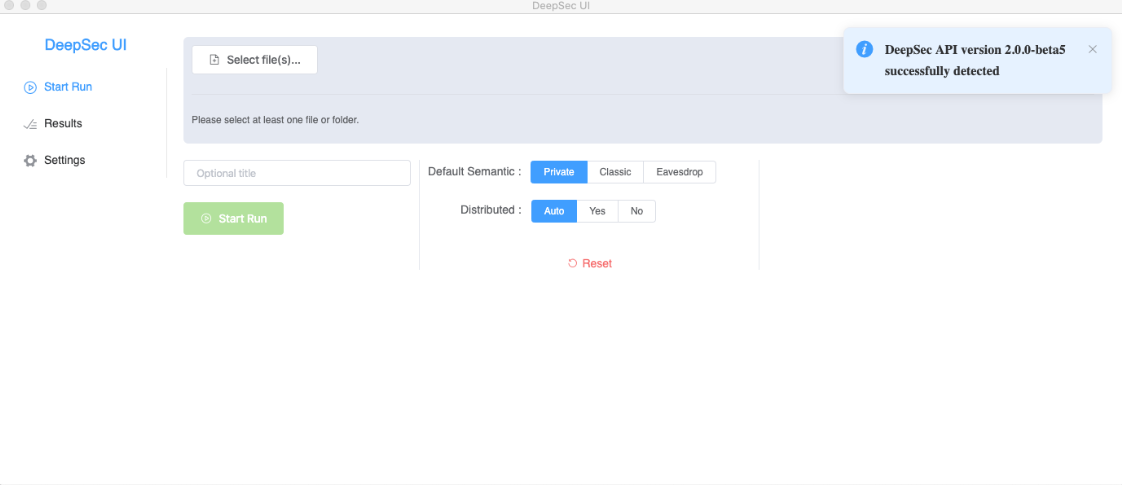 DeepSec UI
DeepSec UI
Start Run
Results
Settings
Select file(s)...
Please select at least one file or folder.
DeepSec API version 2.0.0-beta5
successfully detected
Optional title
Start Run
Default Semantic : Private Classic Eavesdrop
Distributed : Auto Yes No
Reset